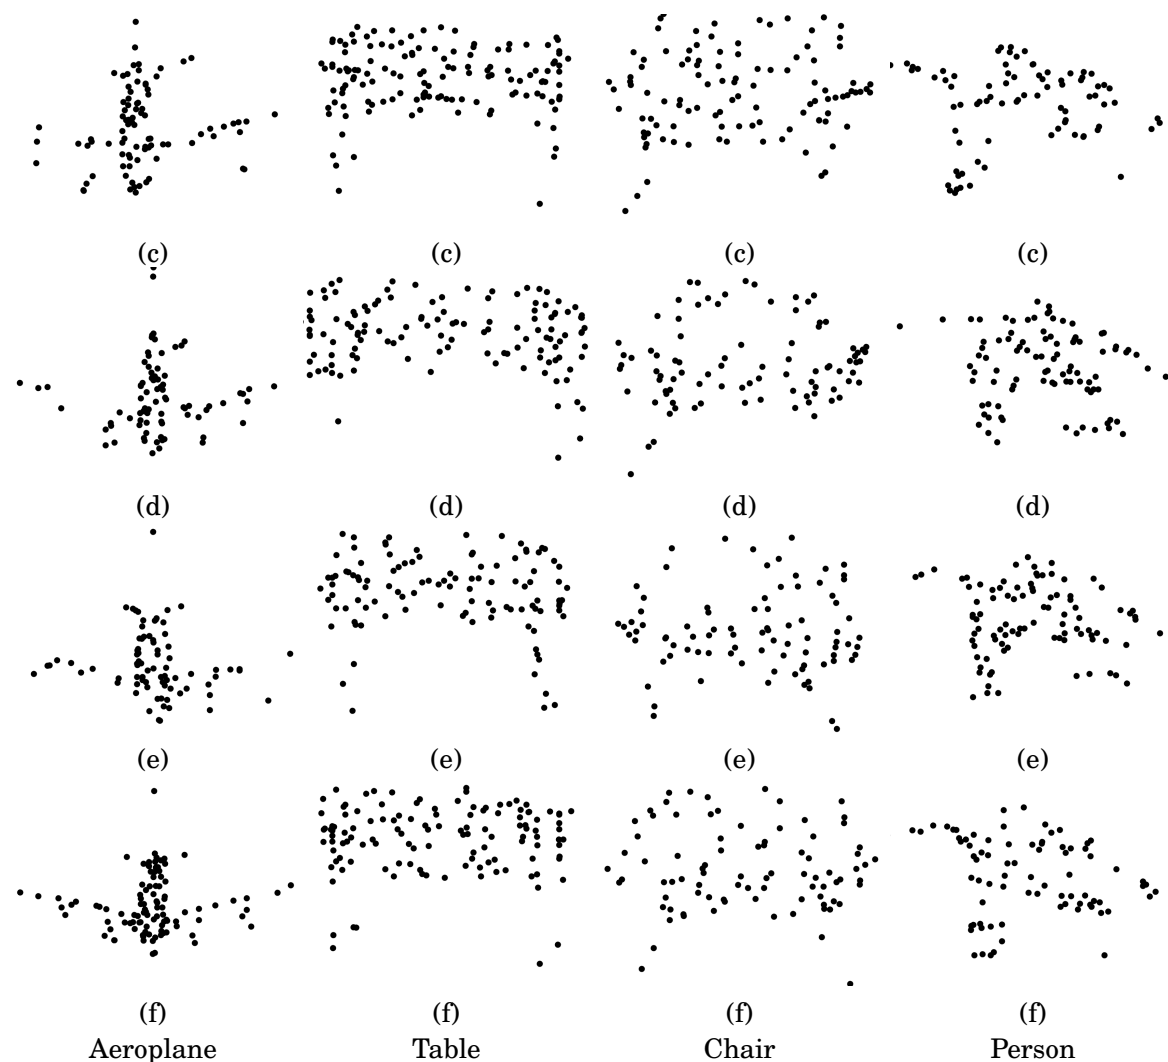 (c) (c) (c) (c)
(d) (d) (d) (d)
(e) (e) (e) (e)
(f) (f) (f) (f)
Aeroplane Table Chair Person